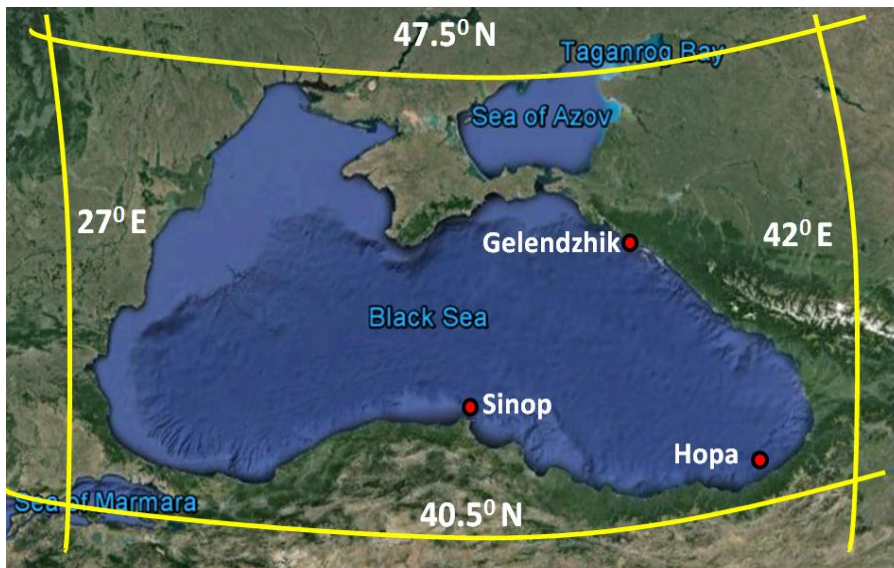 47.5⁰ N
Taganrog Bay
Sea of Azov
27⁰ E
Gelendzhik
42⁰ E
Black Sea
Sinop
Hopa
Sea of Marmara
40.5⁰ N